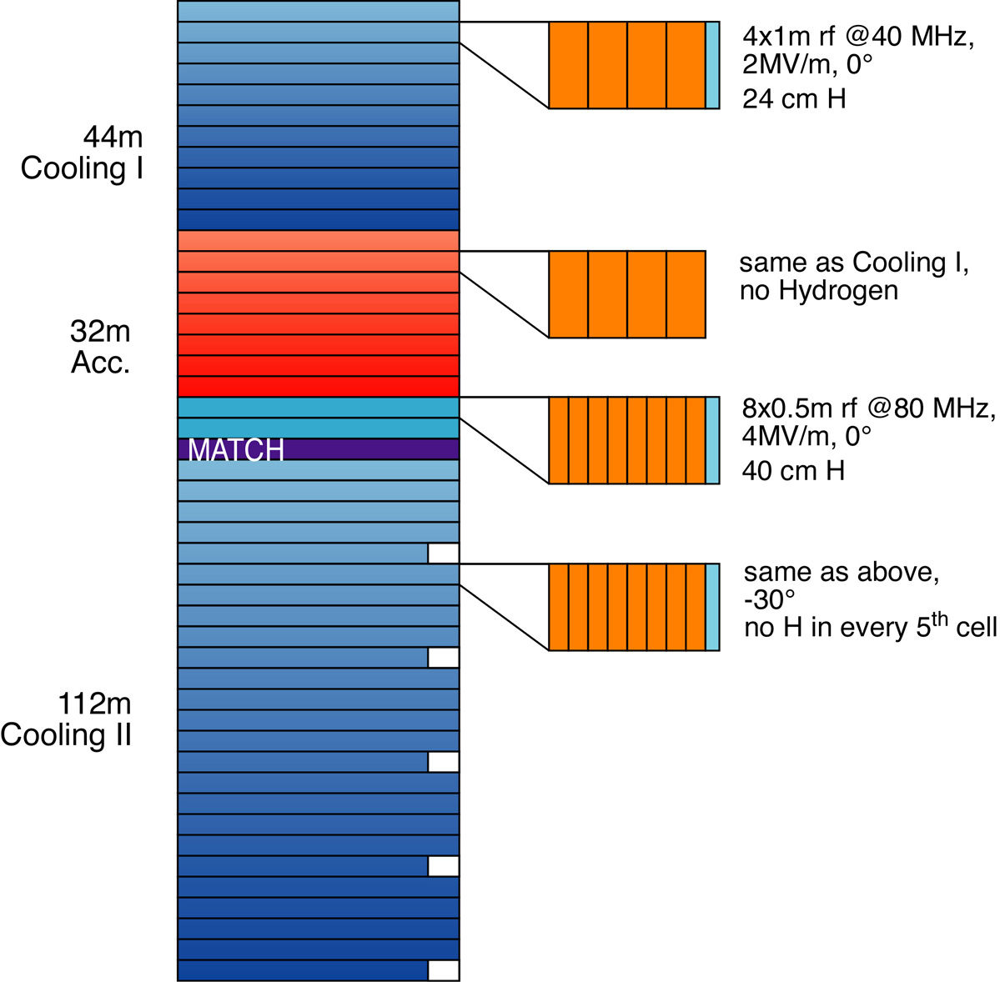 4x1m rf @40 MHz,
2MV/m, 0°
24 cm H
44m
Cooling I
same as Cooling I,
no Hydrogen
32m
Acc.
8x0.5m rf @80 MHz,
4MV/m, 0°
40 cm H
MATCH
same as above,
-30°
no H in every 5th cell
112m
Cooling II